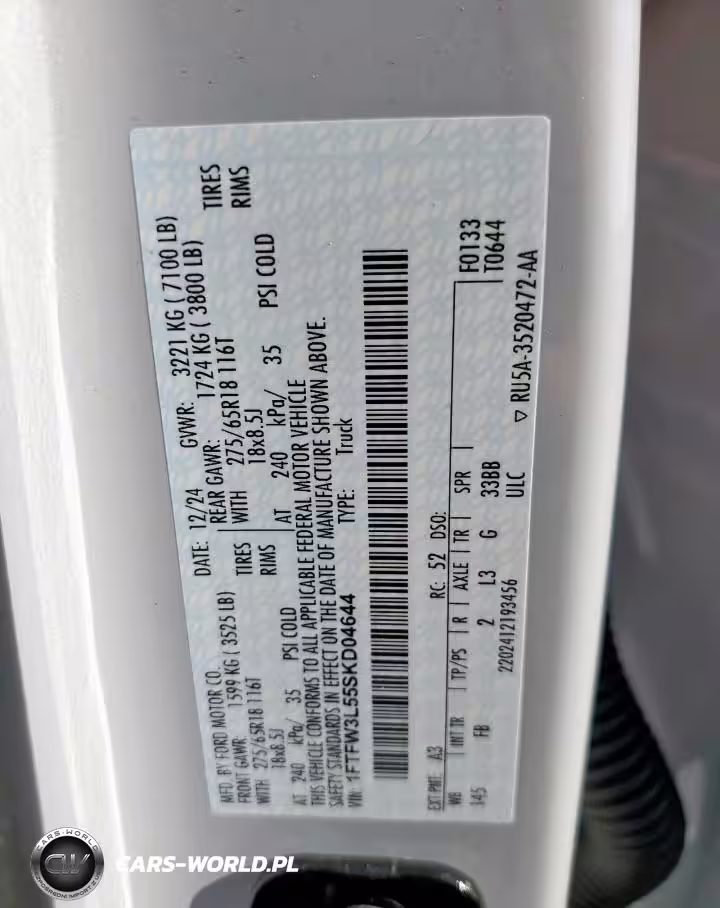 MFD. BY FORD MOTOR CO. DATE: 12/24 GVWR: 3221 KG ( 7100 LB)
FRONT GAWR: 1599 KG ( 3525 LB) REAR GAWR: 1724 KG ( 3800 LB)
WITH 275/65R18 116T TIRES WITH 275/65R18 116T TIRES
18x8.5J RIMS 18x8.5J RIMS
AT 240 kPa/ 35 PSI COLD AT 240 kPa/ 35 PSI COLD
THIS VEHICLE CONFORMS TO ALL APPLICABLE FEDERAL MOTOR VEHICLE
SAFETY STANDARDS IN EFFECT ON THE DATE OF MANUFACTURE SHOWN ABOVE.
VIN: 1FTFW3L55SKD04644 TYPE: Truck
EXT PNT: A3 RC: 52 DSO: F0133
WB INT TR TP/PS R AXLE TR SPR T0644
145 FB 2 L3 G 33BB
2202412193456 ULC ▽ RU5A-3520472-AA
CARS-WORLD
CW
CARS-WORLD.PL